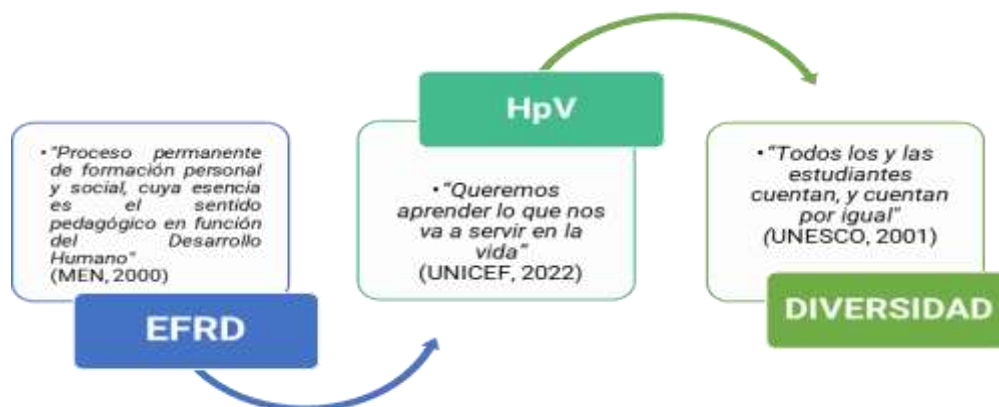 • "Proceso permanente
de formación personal
y social, cuya esencia
es el sentido
pedagógico en función
del Desarrollo
Humano"
(MEN, 2000)
EFRD
HpV
•"Queremos
aprender lo que nos
va a servir en la
vida"
(UNICEF, 2022)
•"Todos los y las
estudiantes
cuentan, y cuentan
por igual"
(UNESCO, 2001)
DIVERSIDAD